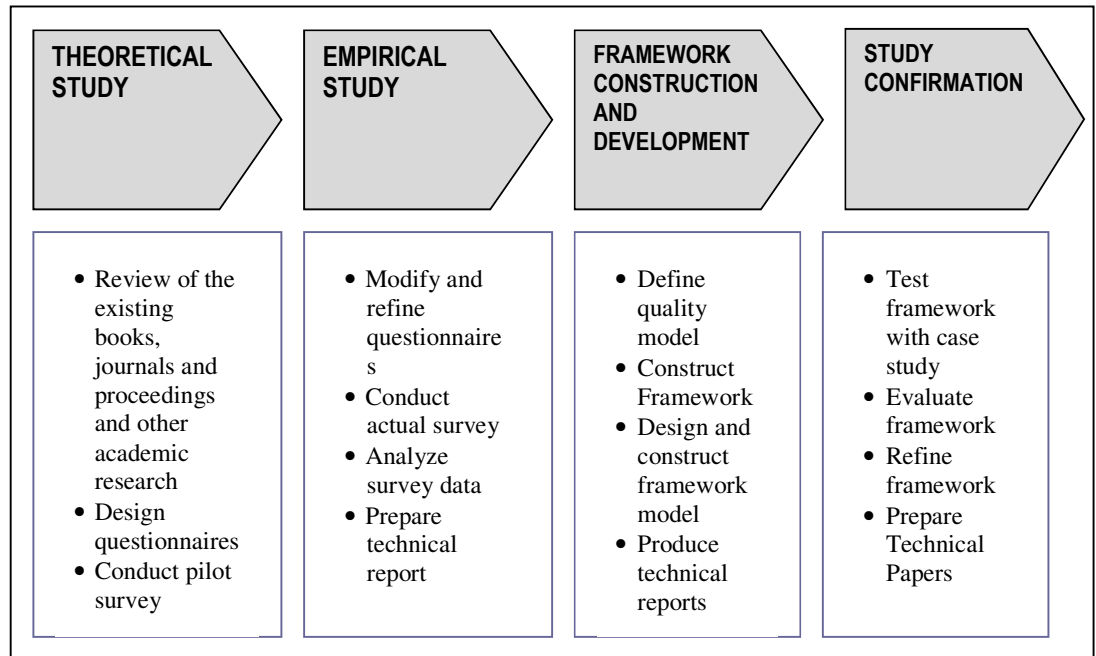 THEORETICAL
STUDY
EMPIRICAL
STUDY
FRAMEWORK
CONSTRUCTION
AND
DEVELOPMENT
STUDY
CONFIRMATION
• Review of the
existing
books,
journals and
proceedings
and other
academic
research
• Design
questionnaires
• Conduct pilot
survey
• Modify and
refine
questionnaire
s
• Conduct
actual survey
• Analyze
survey data
• Prepare
technical
report
• Define
quality
model
• Construct
Framework
• Design and
construct
framework
model
• Produce
technical
reports
• Test
framework
with case
study
• Evaluate
framework
• Refine
framework
• Prepare
Technical
Papers